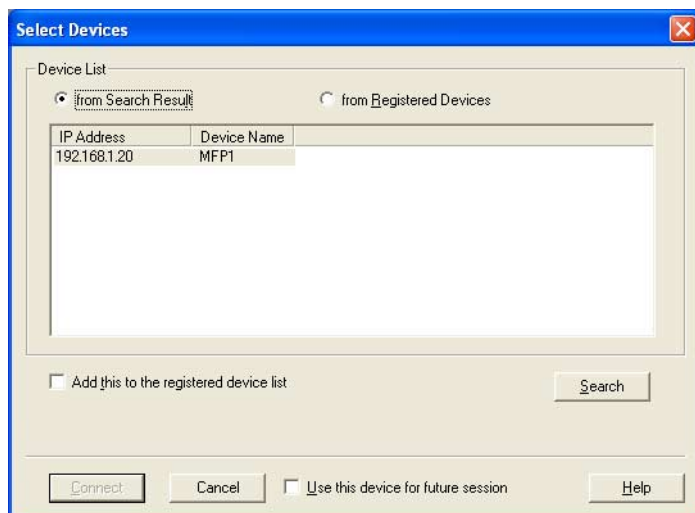 Select Devices
Device List
from Search Result
from Registered Devices
IP Address Device Name
192.168.1.20 MFP1
Add this to the registered device list
Search
Connect
Cancel
Use this device for future session
Help